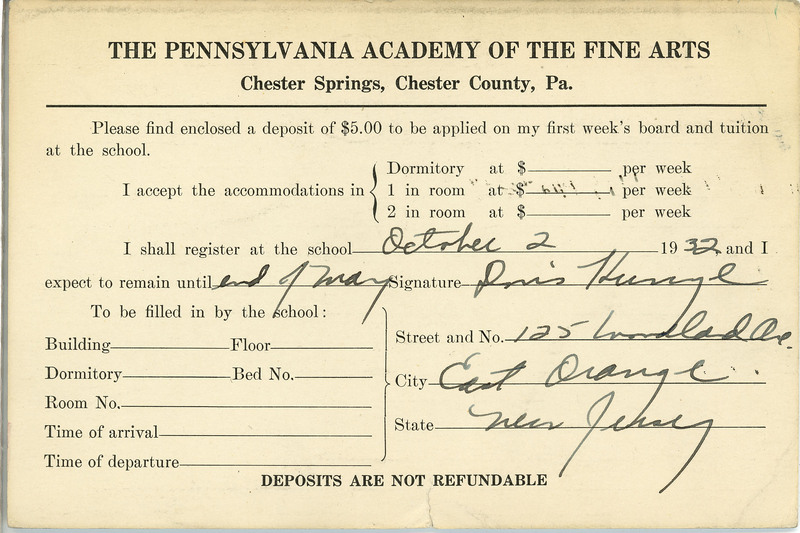 THE PENNSYLVANIA ACADEMY OF THE FINE ARTS
Chester Springs, Chester County, Pa.
Please find enclosed a deposit of $5.00 to be applied on my first week's board and tuition
at the school.
I accept the accommodations in
Dormitory at $ per week
1 in room at $ per week
2 in room at $ per week
I shall register at the school October 2 1932 and I
expect to remain until end of May Signature Doris
To be filled in by the school:
Building Floor
Dormitory Bed No.
Room No.
Time of arrival
Time of departure
Street and No. 125 Ave.
City East Orange
State New Jersey
DEPOSITS ARE NOT REFUNDABLE